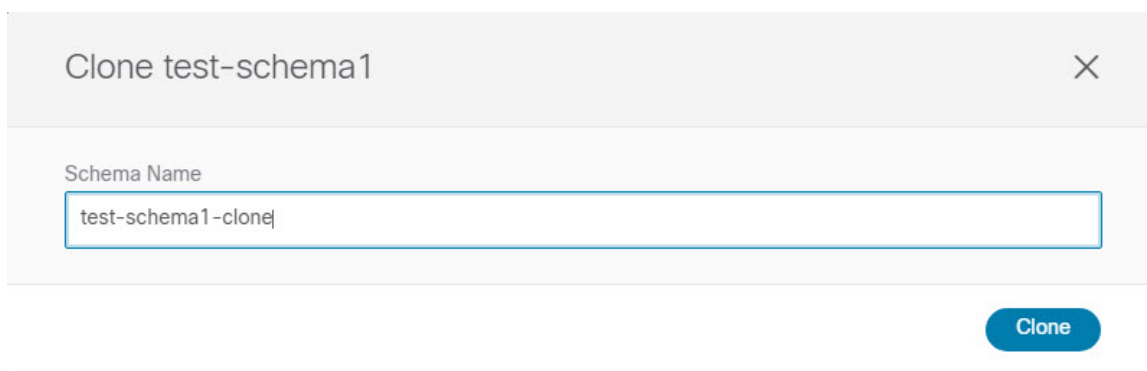 Clone test-schema1
Schema Name
test-schema1-clone
Clone